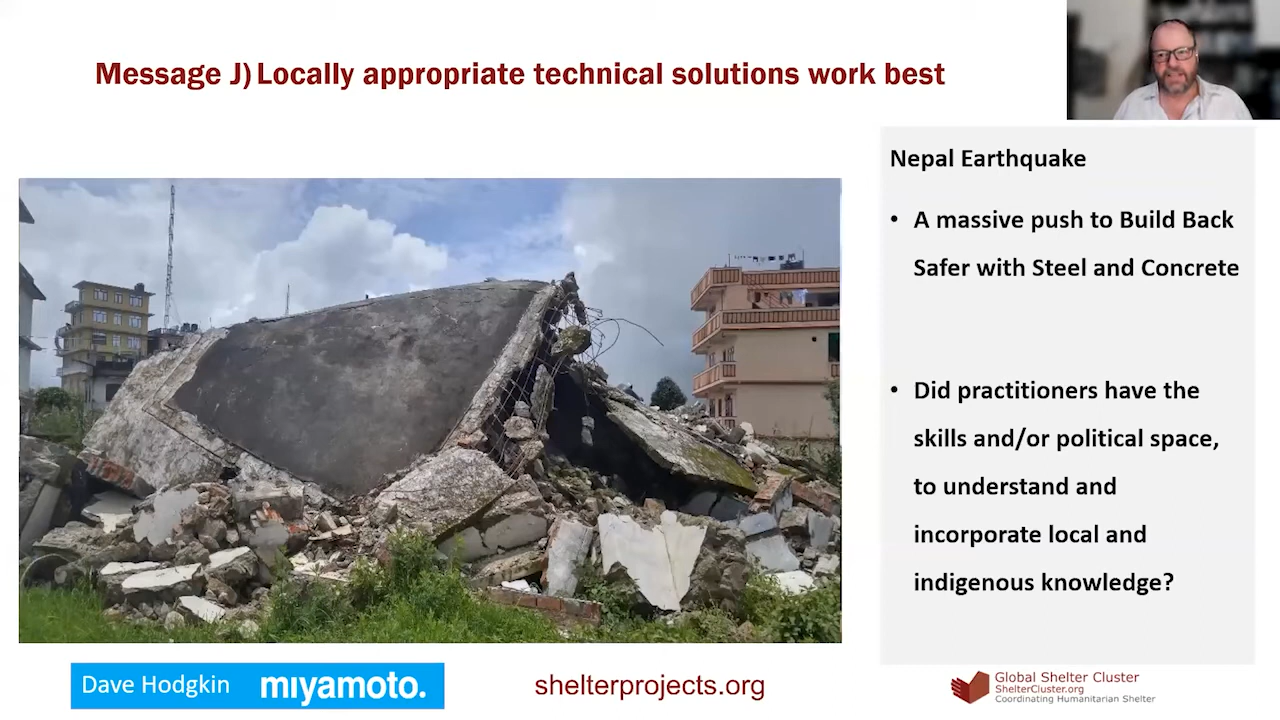 Message J) Locally appropriate technical solutions work best
Nepal Earthquake
• A massive push to Build Back
Safer with Steel and Concrete
• Did practitioners have the
skills and/or political space,
to understand and
incorporate local and
indigenous knowledge?
Dave Hodgkin miyamoto.
shelterprojects.org
Global Shelter Cluster
ShelterCluster.org
Coordinating Humanitarian Shelter